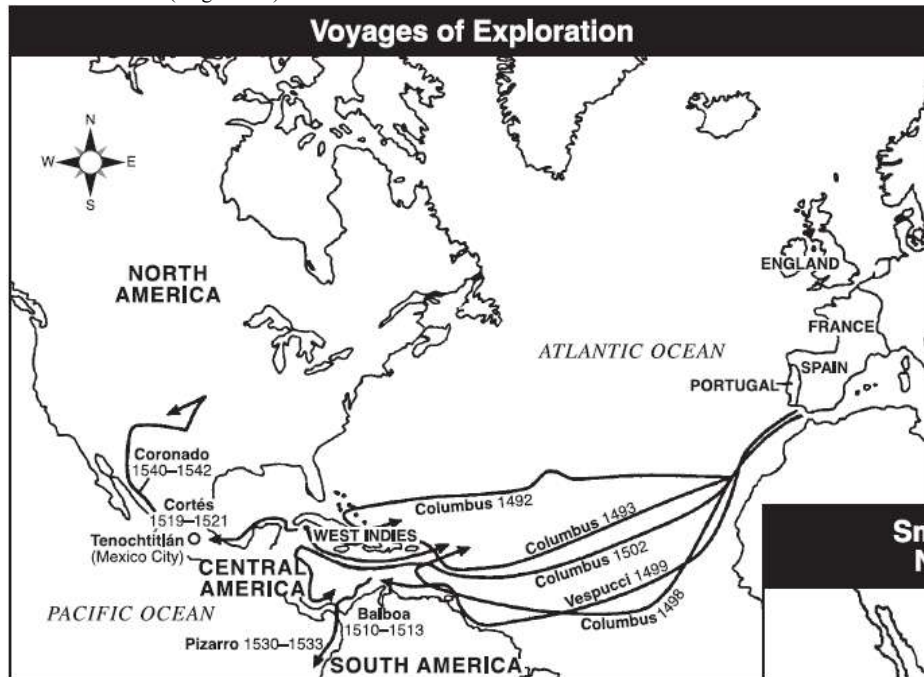 Voyages of Exploration
N
W
E
S
NORTH
AMERICA
ENGLAND
FRANCE
ATLANTIC OCEAN
SPAIN
PORTUGAL
Coronado
1540–1542
Cortés
1519–1521
Columbus 1492
Columbus 1493
Tenochtitlán
(Mexico City)
WEST INDIES
Columbus 1502
CENTRAL
AMERICA
Vespucci 1499
Columbus 1498
PACIFIC OCEAN
Balboa
1510–1513
Pizarro 1530–1533
SOUTH AMERICA